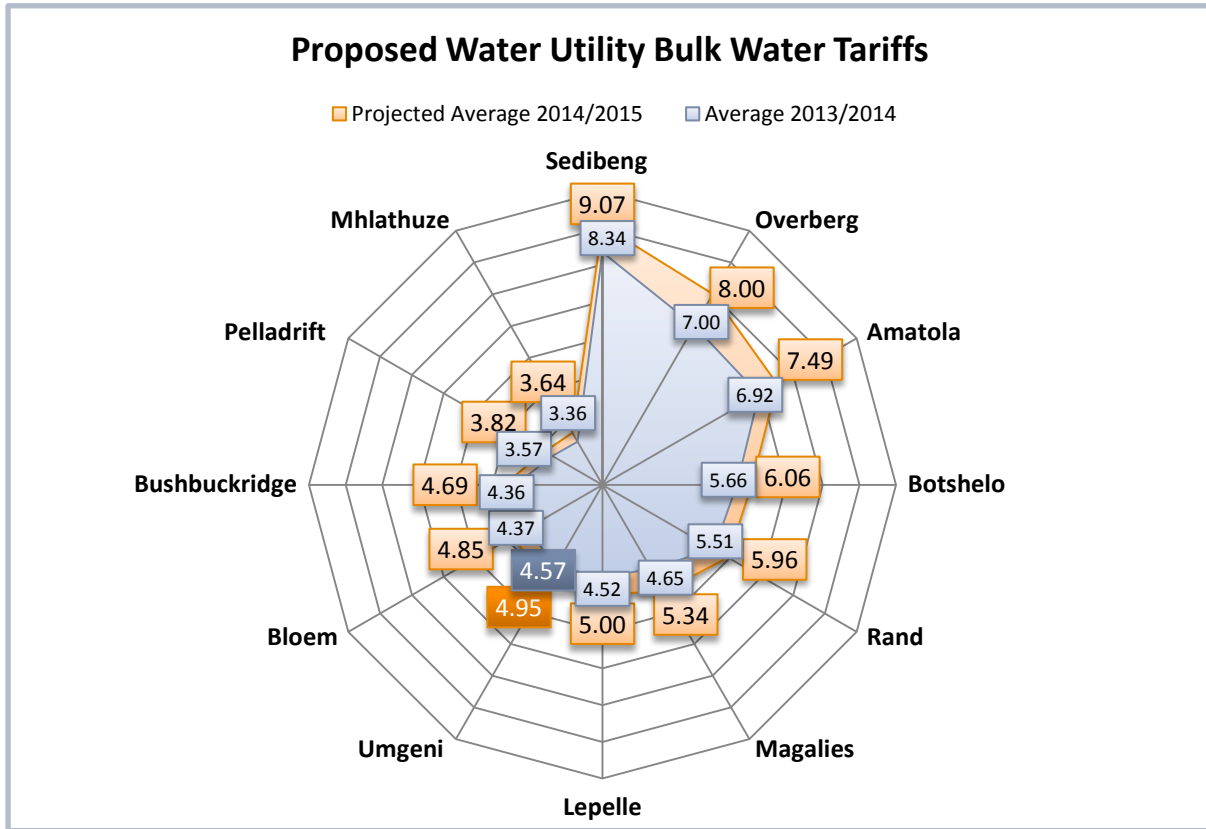 Proposed Water Utility Bulk Water Tariffs
Projected Average 2014/2015 Average 2013/2014
Sedibeng
9.07
8.34
Mhlathuze
Overberg
8.00
7.00
Pelladrift
Amatola
7.49
6.92
3.64
3.36
3.82
3.57
Bushbuckridge
4.69
4.36
5.66
6.06
Botshelo
4.37
4.85
5.51
5.96
4.57
4.95
4.52
5.00
4.65
5.34
Bloem
Rand
Umgeni
Magalies
Lepelle